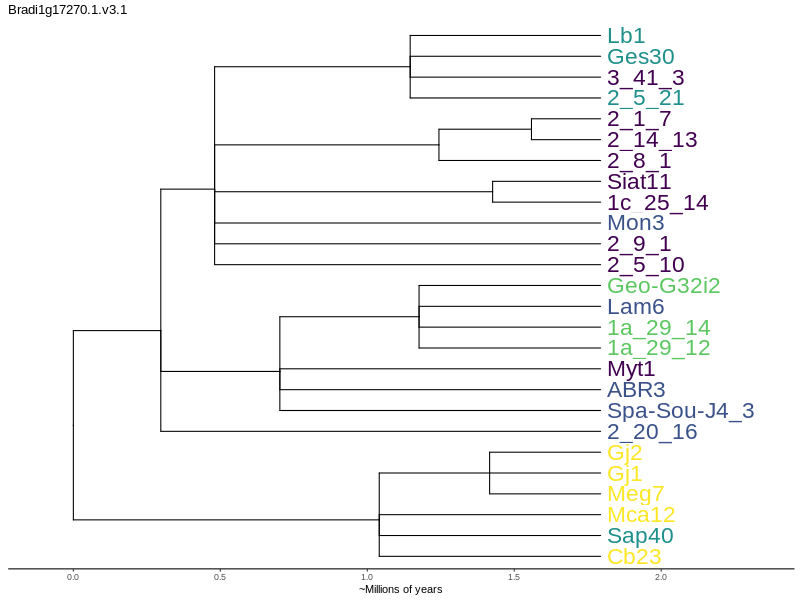 Bradi1g17270.1.v3.1
Lb1
Ges30
3_41_3
2_5_21
2_1_7
2_14_13
2_8_1
Siat11
1c_25_14
Mon3
2_9_1
2_5_10
Geo-G32i2
Lam6
1a_29_14
1a_29_12
Myt1
ABR3
Spa-Sou-J4_3
2_20_16
Gj2
Gj1
Meg7
Mca12
Sap40
Cb23
0.0 0.5 1.0 1.5 2.0
~Millions of years